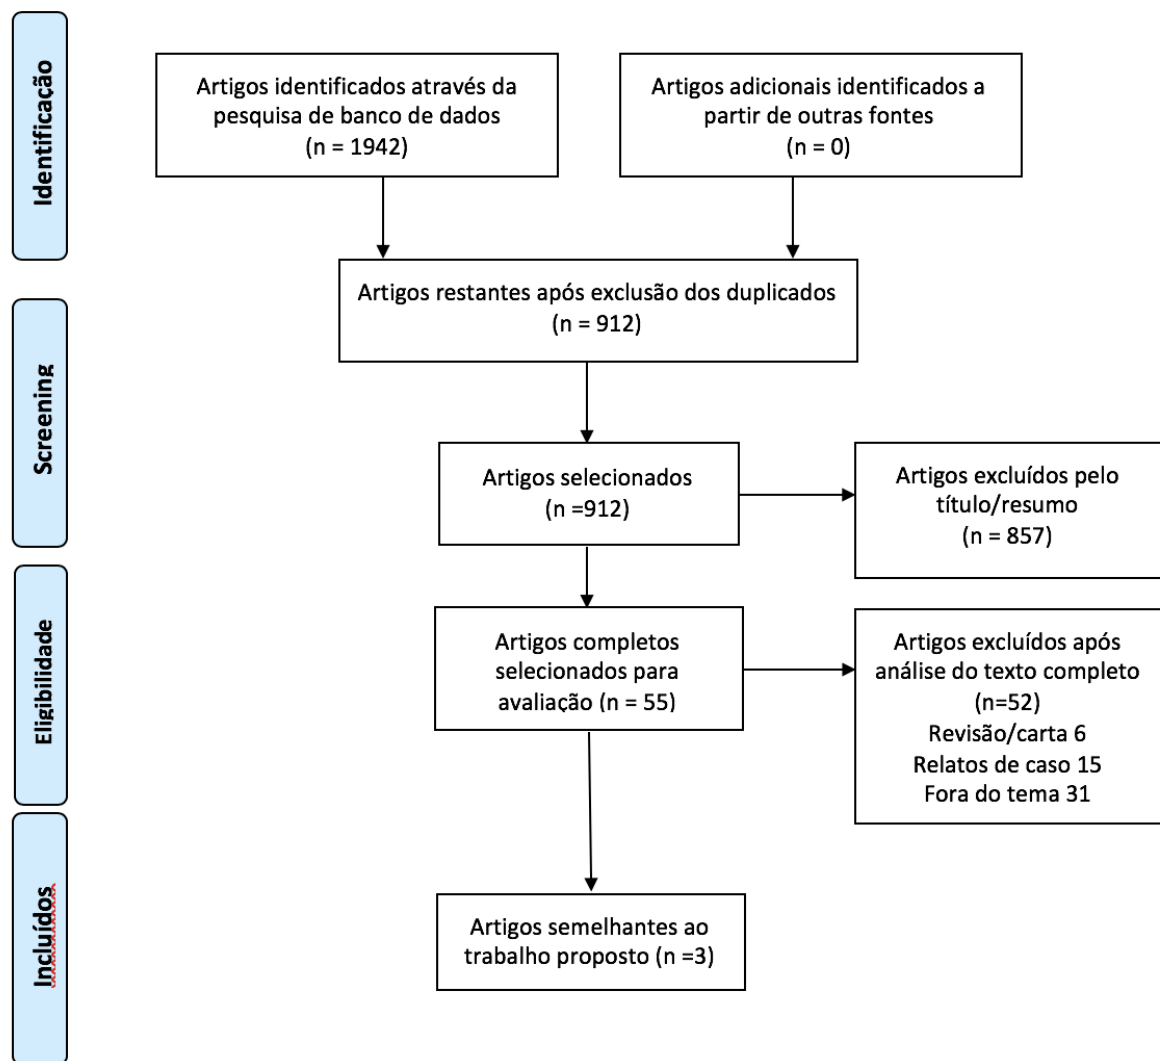 Identificação
Artigos identificados através da
pesquisa de banco de dados
(n = 1942)
Artigos adicionais identificados a
partir de outras fontes
(n = 0)
Artigos restantes após exclusão dos duplicados
(n = 912)
Screening
Artigos selecionados
(n =912)
Artigos excluídos pelo
título/resumo
(n = 857)
Eligibilidade
Artigos completos
selecionados para
avaliação (n = 55)
Artigos excluídos após
análise do texto completo
(n=52)
Revisão/carta 6
Relatos de caso 15
Fora do tema 31
Incluídos
Artigos semelhantes ao
trabalho proposto (n =3)